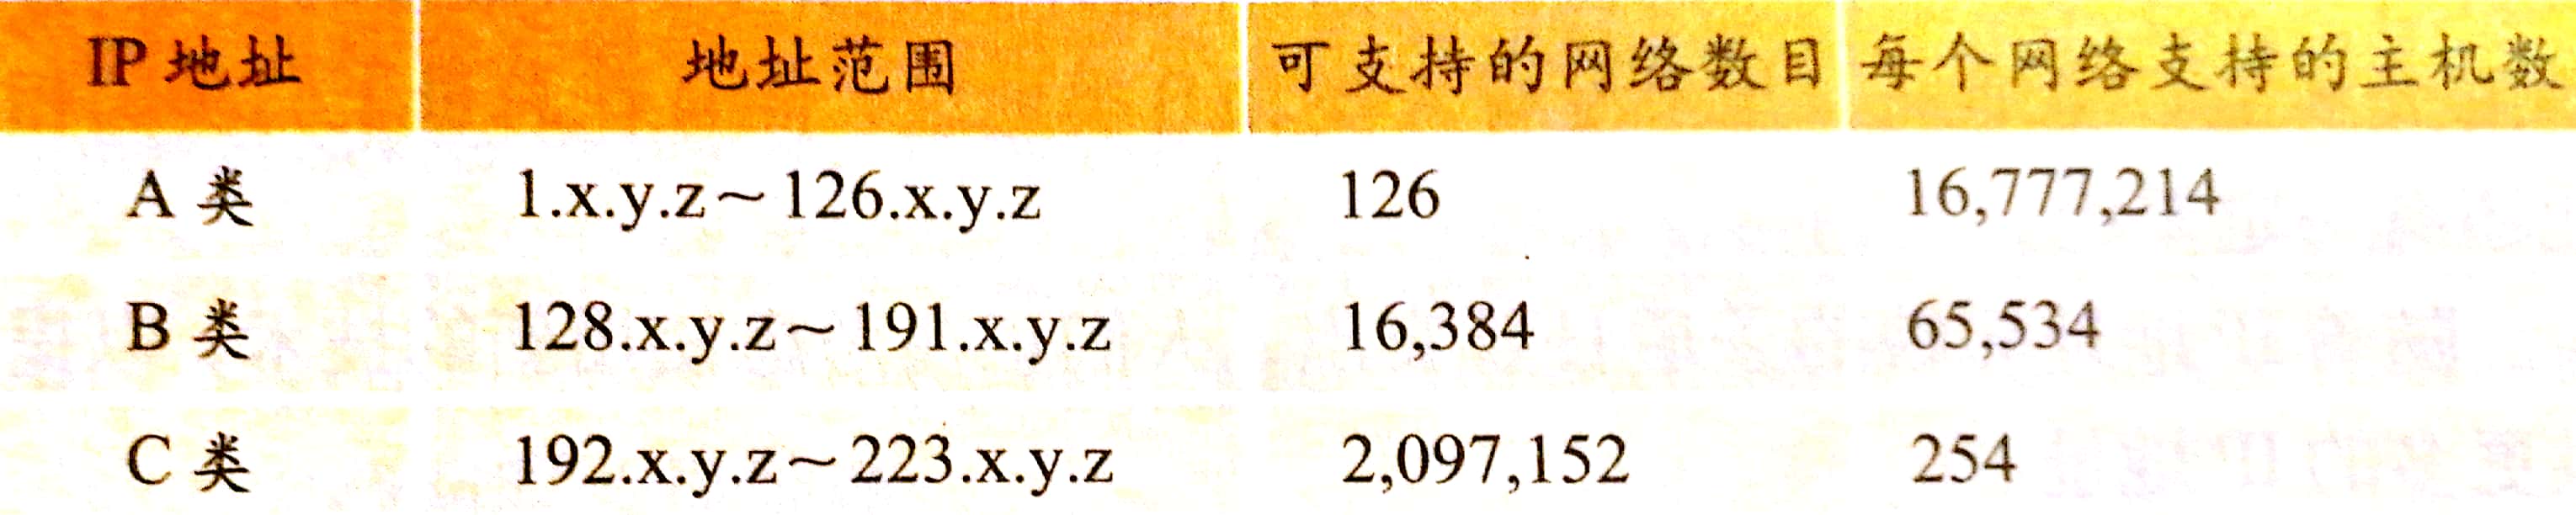 IP 地址 地址范围 可支持的网络数目 每个网络支持的主机数
A 类 1.x.y.z～126.x.y.z 126 16,777,214
B 类 128.x.y.z～191.x.y.z 16,384 65,534
C 类 192.x.y.z～223.x.y.z 2,097,152 254